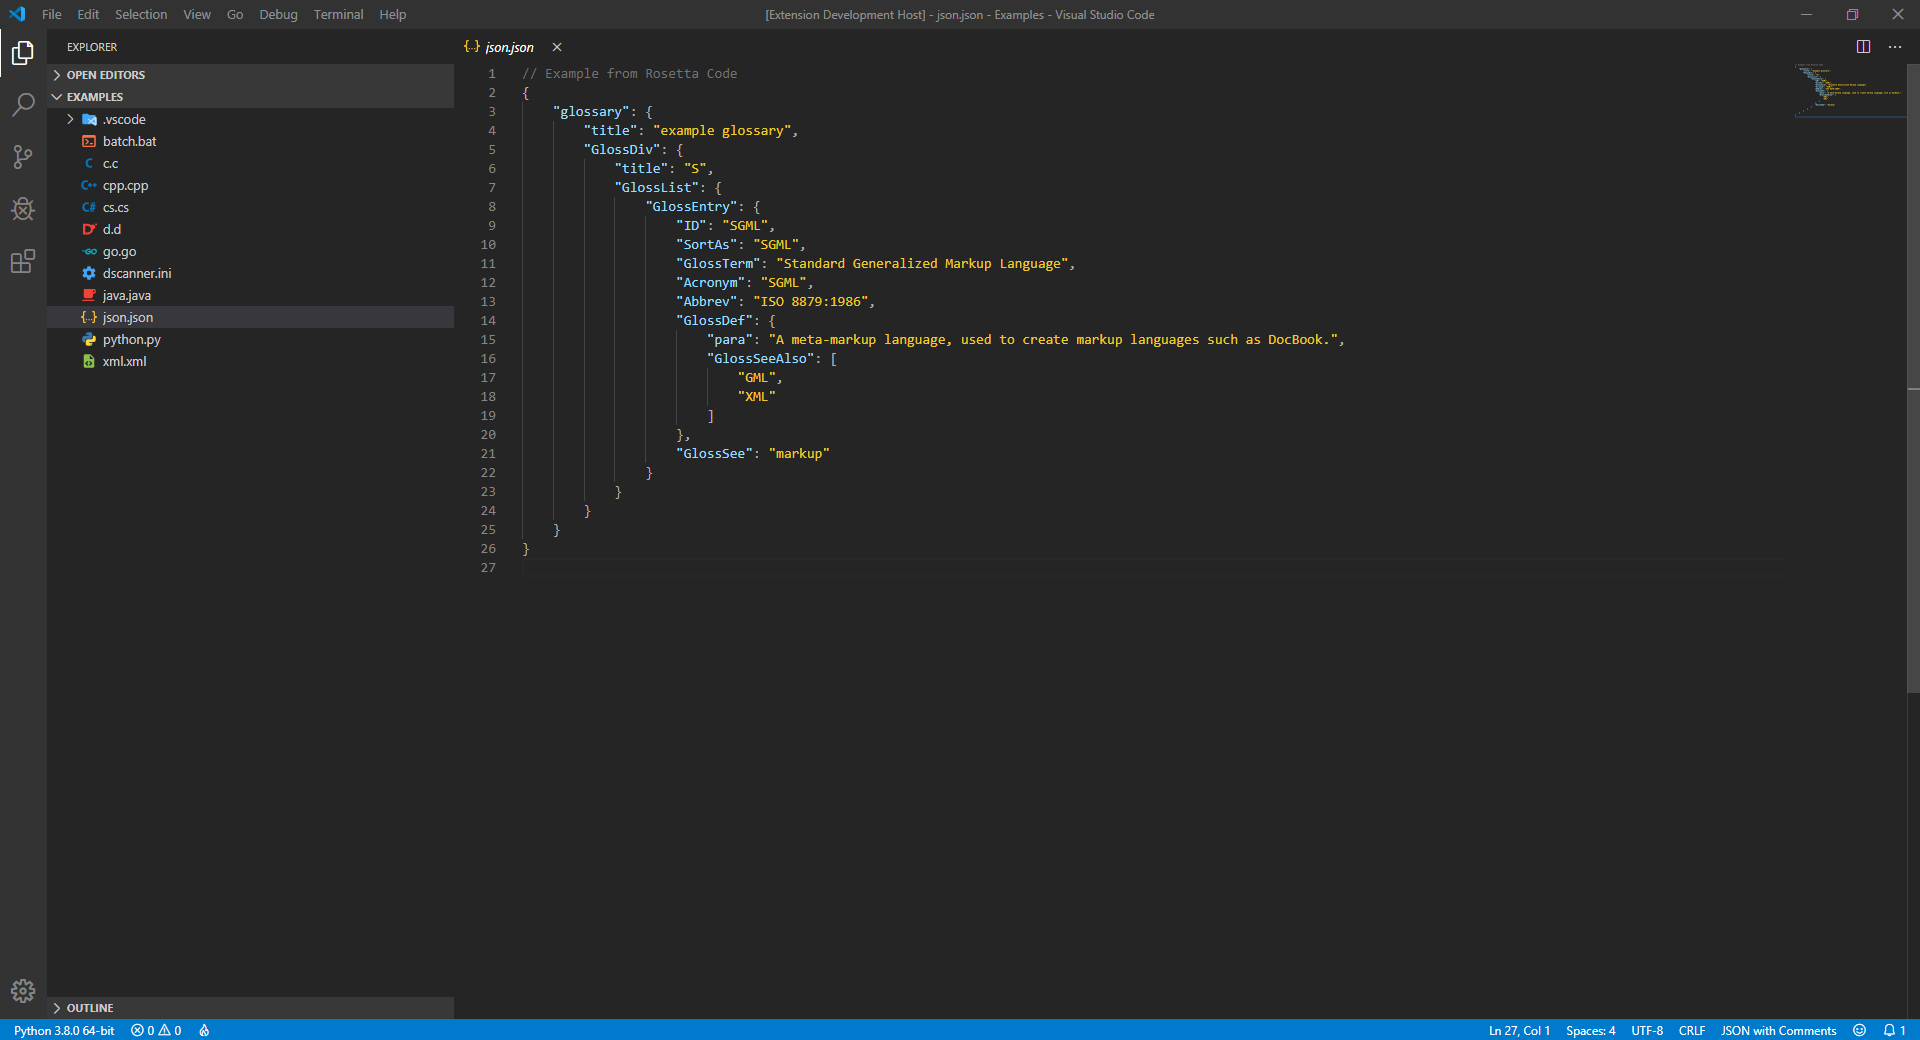 File Edit Selection View Go Debug Terminal Help
[Extension Development Host] - json.json - Examples - Visual Studio Code
EXPLORER
OPEN EDITORS
EXAMPLES
.vscode
batch.bat
C c.c
C++ cpp.cpp
C# cs.cs
D d.d
GO go.go
dscanner.ini
java.java
{..} json.json
python.py
xml.xml
OUTLINE
{..} json.json
1 // Example from Rosetta Code
2 {
3 "glossary": {
4 "title": "example glossary",
5 "GlossDiv": {
6 "title": "S",
7 "GlossList": {
8 "GlossEntry": {
9 "ID": "SGML",
10 "SortAs": "SGML",
11 "GlossTerm": "Standard Generalized Markup Language",
12 "Acronym": "SGML",
13 "Abbrev": "ISO 8879:1986",
14 "GlossDef": {
15 "para": "A meta-markup language, used to create markup languages such as DocBook.",
16 "GlossSeeAlso": [
17 "GML",
18 "XML"
19 ]
20 },
21 "GlossSee": "markup"
22 }
23 }
24 }
25 }
26 }
27
Python 3.8.0 64-bit 0 0 Ln 27, Col 1 Spaces: 4 UTF-8 CRLF JSON with Comments 1